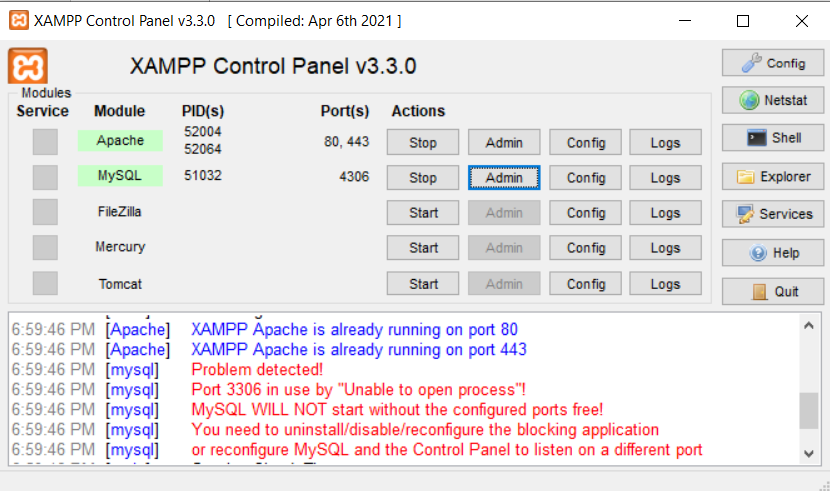 XAMPP Control Panel v3.3.0 [ Compiled: Apr 6th 2021 ]
XAMPP Control Panel v3.3.0
Config
Modules
Service Module PID(s) Port(s) Actions
Netstat
Apache 52004 52064 80, 443 Stop Admin Config Logs
Shell
MySQL 51032 4306 Stop Admin Config Logs
Explorer
FileZilla Start Admin Config Logs
Services
Mercury Start Admin Config Logs
Help
Tomcat Start Admin Config Logs
Quit
6:59:46 PM [Apache] XAMPP Apache is already running on port 80
6:59:46 PM [Apache] XAMPP Apache is already running on port 443
6:59:46 PM [mysql] Problem detected!
6:59:46 PM [mysql] Port 3306 in use by "Unable to open process"!
6:59:46 PM [mysql] MySQL WILL NOT start without the configured ports free!
6:59:46 PM [mysql] You need to uninstall/disable/reconfigure the blocking application
6:59:46 PM [mysql] or reconfigure MySQL and the Control Panel to listen on a different port